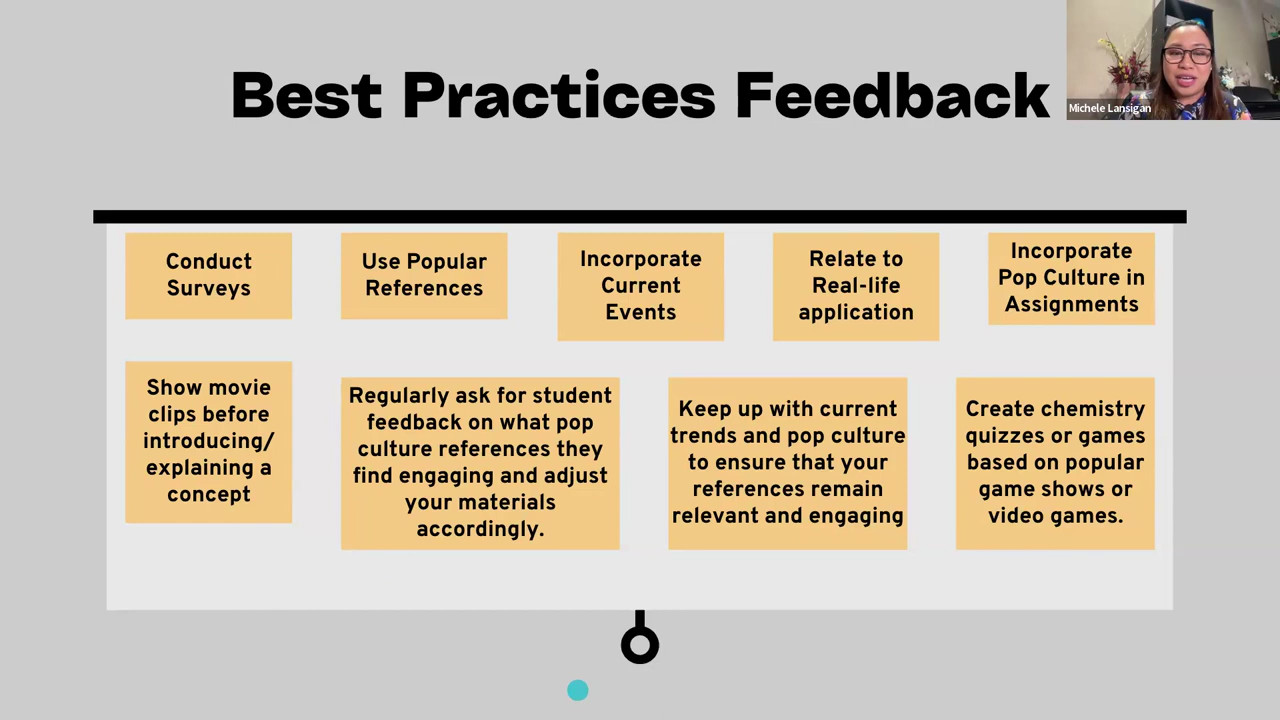 Best Practices Feedback
Michele Lansigan
Conduct
Surveys
Use Popular
References
Incorporate
Current
Events
Relate to
Real-life
application
Incorporate
Pop Culture in
Assignments
Show movie
clips before
introducing/
explaining a
concept
Regularly ask for student
feedback on what pop
culture references they
find engaging and adjust
your materials
accordingly.
Keep up with current
trends and pop culture
to ensure that your
references remain
relevant and engaging
Create chemistry
quizzes or games
based on popular
game shows or
video games.